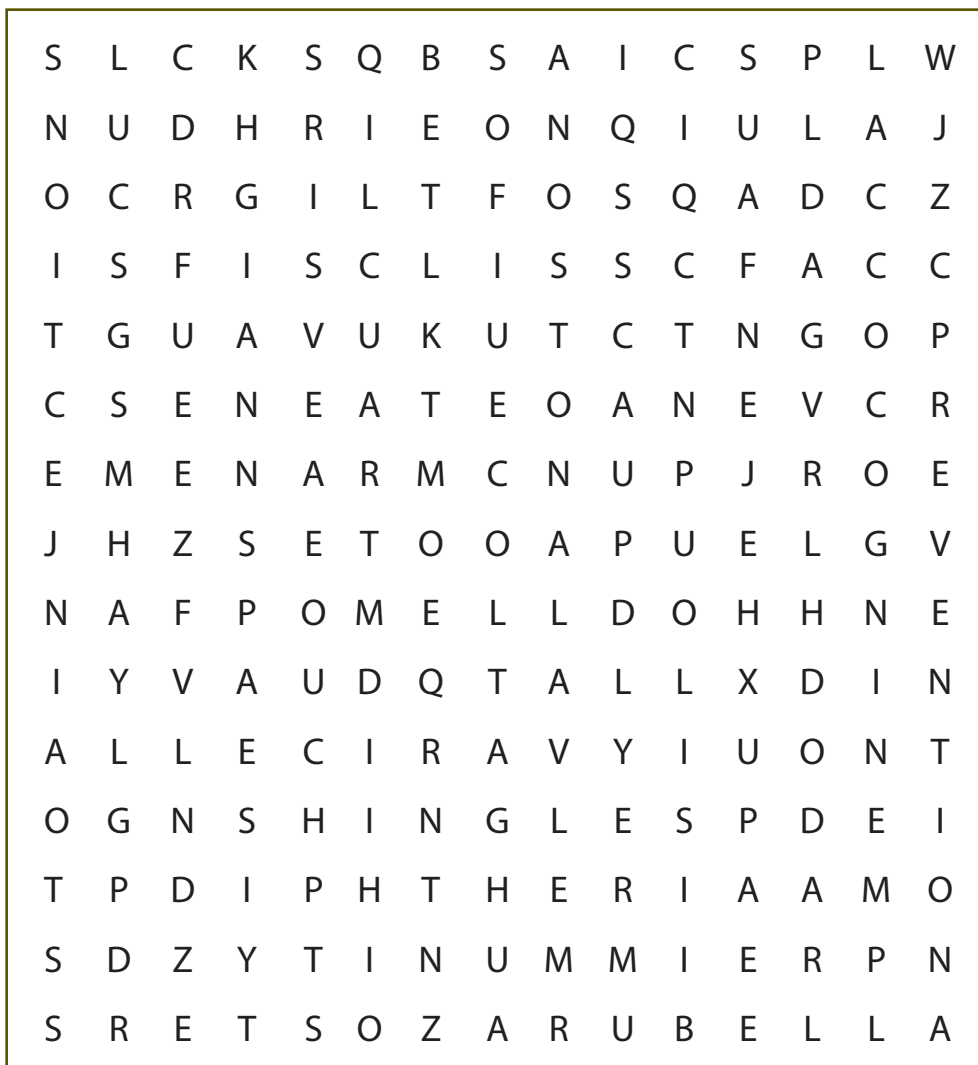 S L C K S Q B S A I C S P L W
N U D H R I E O N Q I U L A J
O C R G I L T F O S Q A D C Z
I S F I S C L I S S C F A C C
T G U A V U K U T C T N G O P
C S E N E A T E O A N E V C R
E M E N A R M C N U P J R O E
J H Z S E T O O A P U E L G V
N A F P O M E L L D O H H N E
I Y V A U D Q T A L L X D I N
A L L E C I R A V Y I U O N T
O G N S H I N G L E S P D E I
T P D I P H T H E R I A A M O
S D Z Y T I N U M M I E R P N
S R E T S O Z A R U B E L L A